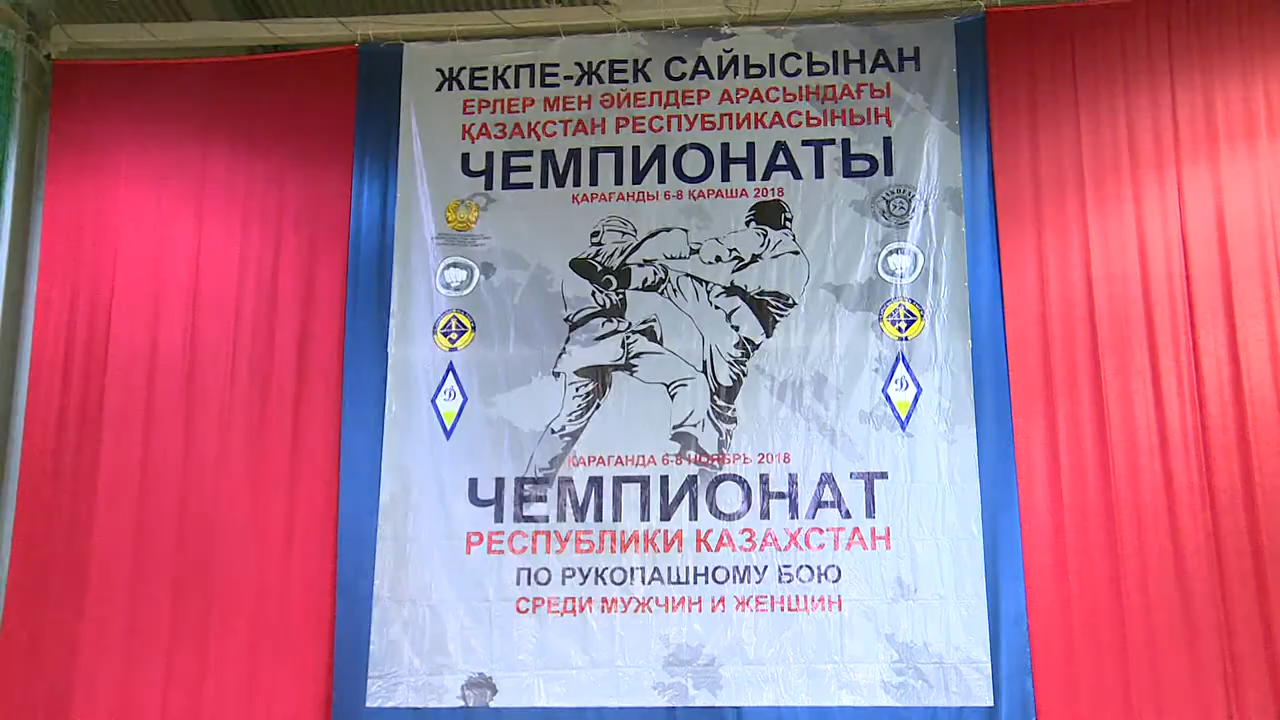 ЖЕКПЕ-ЖЕК САЙЫСЫНАН
ЕРЛЕР МЕН ӘЙЕЛДЕР АРАСЫНДАҒЫ
ҚАЗАҚСТАН РЕСПУБЛИКАСЫНЫҢ
ЧЕМПИОНАТЫ
ҚАРАҒАНДЫ 6-8 ҚАРАША 2018
Д
Д
КАРАГАНДА 6-8 НОЯБРЬ 2018
ЧЕМПИОНАТ
РЕСПУБЛИКИ КАЗАХСТАН
ПО РУКОПАШНОМУ БОЮ
СРЕДИ МУЖЧИН И ЖЕНЩИН